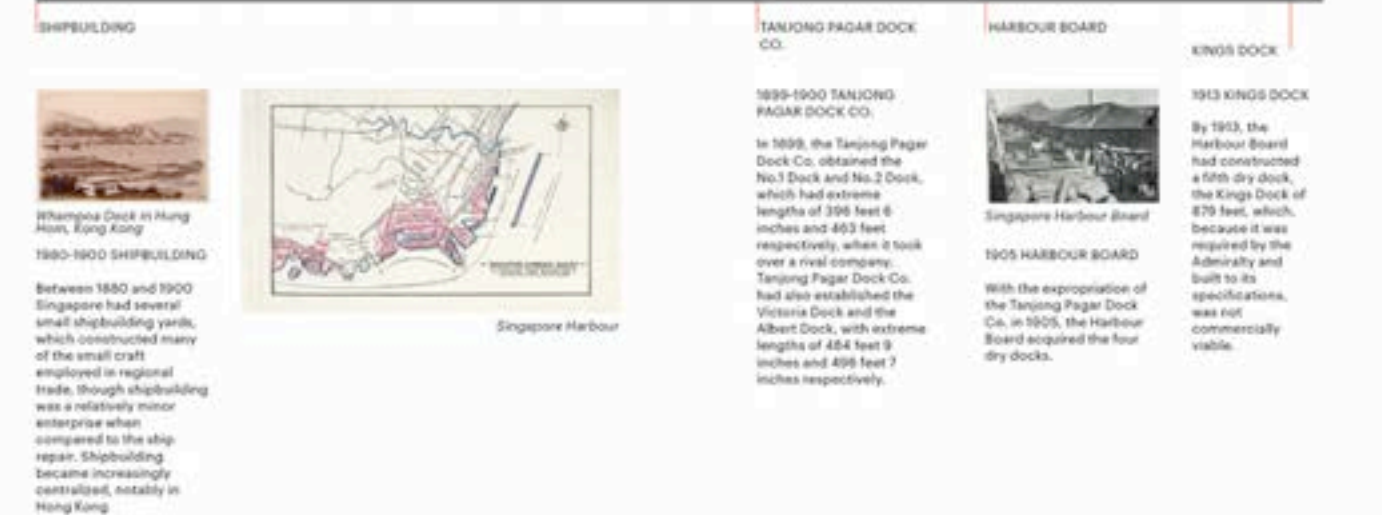 SHIPBUILDING
TANJONG PAGAR DOCK
CO.
HARBOUR BOARD
KINGS DOCK
Whampoa Dock in Hung
Hom, Kong Kong
1980-1900 SHIPBUILDING
Between 1880 and 1900
Singapore had several
small shipbuilding yards,
which constructed many
of the small craft
employed in regional
trade, though shipbuilding
was a relatively minor
enterprise when
compared to the ship
repair. Shipbuilding
became increasingly
centralized, notably in
Hong Kong
Singapore Harbour
1899-1900 TANJONG
PAGAR DOCK CO.
In 1899, the Tanjong Pagar
Dock Co. obtained the
No.1 Dock and No.2 Dock,
which had extreme
lengths of 396 feet 6
inches and 463 feet
respectively, when it took
over a rival company.
Tanjong Pagar Dock Co.
had also established the
Victoria Dock and the
Albert Dock, with extreme
lengths of 484 feet 9
inches and 496 feet 7
inches respectively.
Singapore Harbour Board
1905 HARBOUR BOARD
With the expropriation of
the Tanjong Pagar Dock
Co. in 1905, the Harbour
Board acquired the four
dry docks.
1913 KINGS DOCK
By 1913, the
Harbour Board
had constructed
a fifth dry dock,
the Kings Dock of
879 feet, which,
because it was
required by the
Admiralty and
built to its
specifications,
was not
commercially
viable.